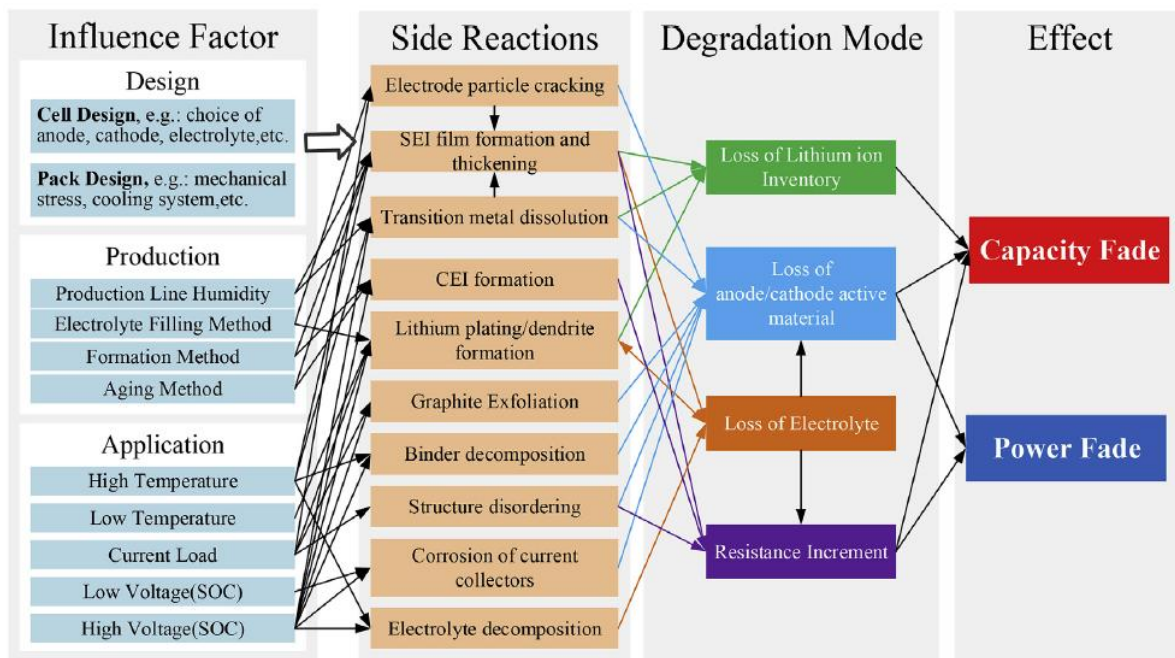 Influence Factor
Design
Cell Design, e.g.: choice of
anode, cathode, electrolyte,etc.
Pack Design, e.g.: mechanical
stress, cooling system,etc.
Production
Production Line Humidity
Electrolyte Filling Method
Formation Method
Aging Method
Application
High Temperature
Low Temperature
Current Load
Low Voltage(SOC)
High Voltage(SOC)
Side Reactions
Electrode particle cracking
SEI film formation and
thickening
Transition metal dissolution
CEI formation
Lithium plating/dendrite
formation
Graphite Exfoliation
Binder decomposition
Structure disordering
Corrosion of current
collectors
Electrolyte decomposition
Degradation Mode
Loss of Lithium ion
Inventory
Loss of
anode/cathode active
material
Loss of Electrolyte
Resistance Increment
Effect
Capacity Fade
Power Fade